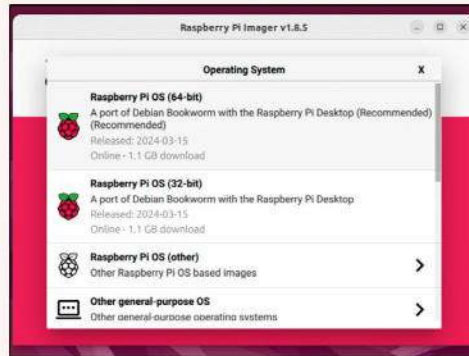 Raspberry Pi Imager v1.8.5
Operating System
X
Raspberry Pi OS (64-bit)
A port of Debian Bookworm with the Raspberry Pi Desktop (Recommended)
(Recommended)
Released: 2024-03-15
Online - 1.1 GB download
Raspberry Pi OS (32-bit)
A port of Debian Bookworm with the Raspberry Pi Desktop
Released: 2024-03-15
Online - 1.1 GB download
Raspberry Pi OS (other)
Other Raspberry Pi OS based images
Other general-purpose OS
Other general-purpose operating systems